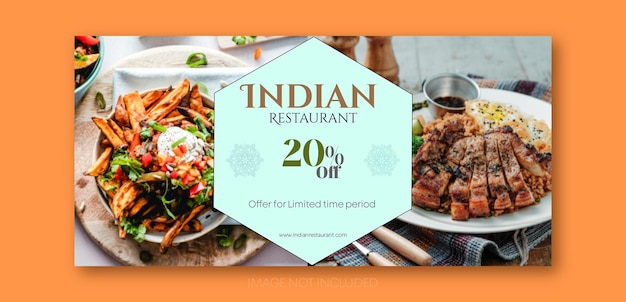 INDIAN
RESTAURANT
20%
Off
Offer for Limited time period
www.indianrestaurant.com
IMAGE NOT INCLUDED